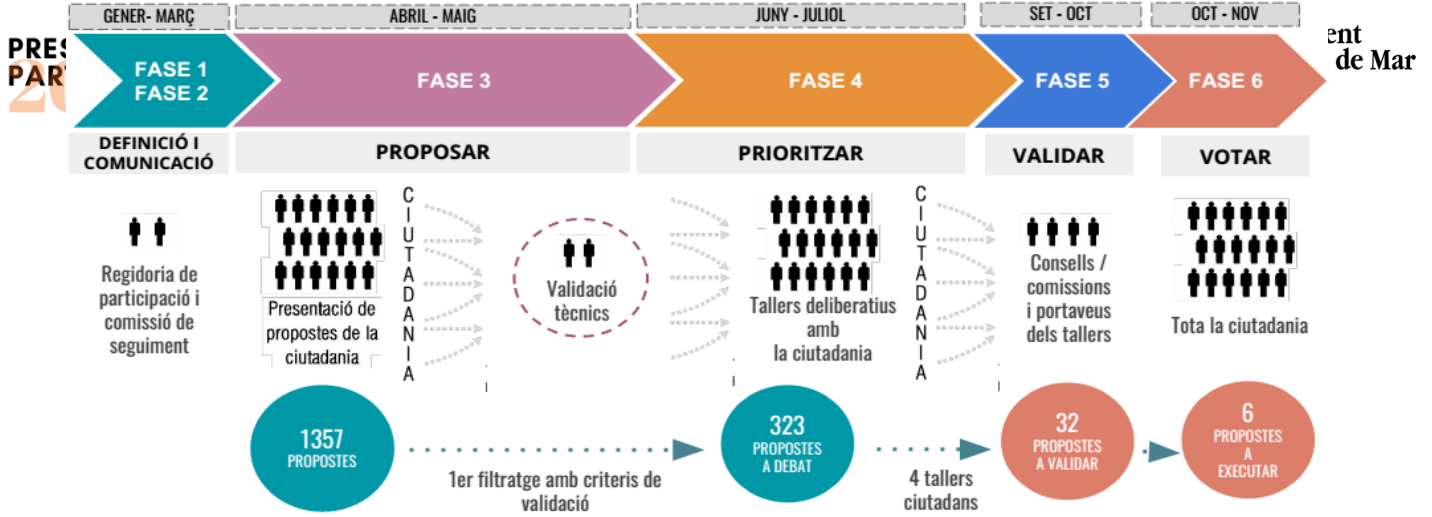 GENER- MARÇ
ABRIL - MAIG
JUNY - JULIOL
SET - OCT
OCT - NOV
de Mar
FASE 1
FASE 2
FASE 3
FASE 4
FASE 5
FASE 6
DEFINICIÓ I
COMUNICACIÓ
PROPOSAR
PRIORITZAR
VALIDAR
VOTAR
Regidoria de
participació i
comissió de
seguiment
Presentació de
propostes de la
ciutadania
CIUTADANIA
Validació
tècnics
Tallers deliberatius
amb
la ciutadania
CIUTADANIA
Consells /
comissions
i portaveus
dels tallers
Tota la ciutadania
1357
PROPOSTES
1er filtratge amb criteris de
validació
323
PROPOSTES
A DEBAT
4 tallers
ciutadans
32
PROPOSTES
A VALIDAR
6
PROPOSTES
A
EXECUTAR